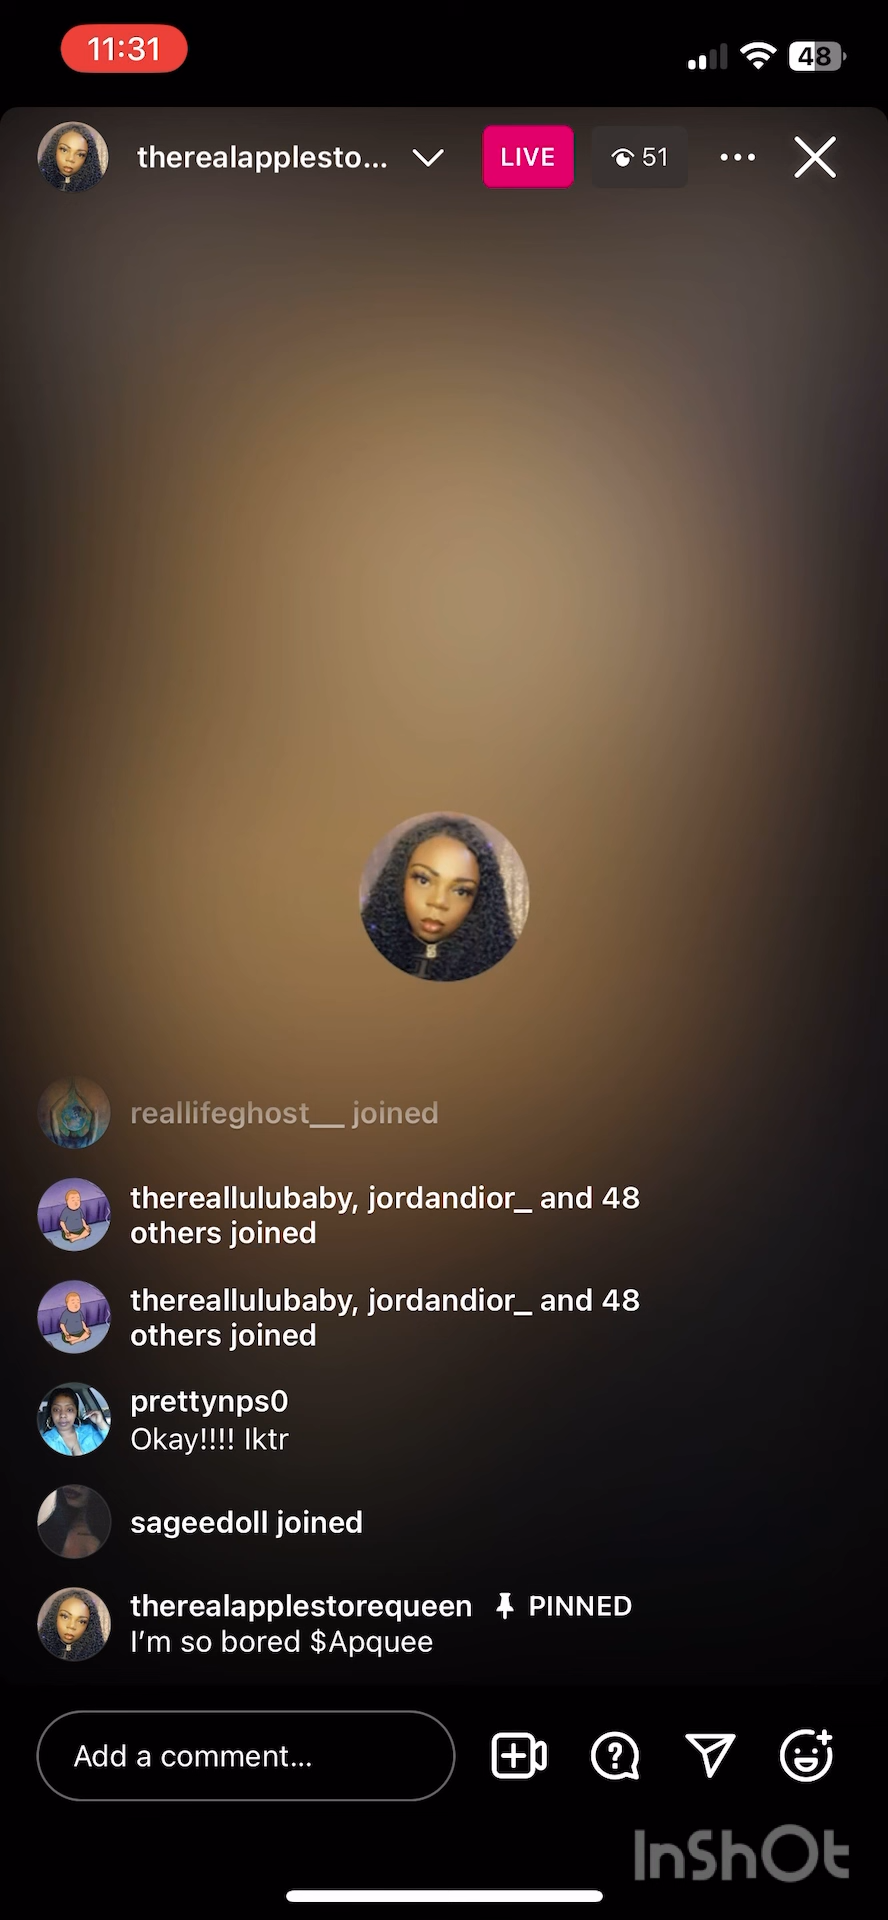 11:31
48
therealapplesto...
LIVE
51
reallifeghost__ joined
thereallulubaby, jordandior_ and 48
others joined
thereallulubaby, jordandior_ and 48
others joined
prettynps0
Okay!!!! Iktr
sageedoll joined
therealapplestorequeen PINNED
I’m so bored $Apquee
Add a comment...
InShOt